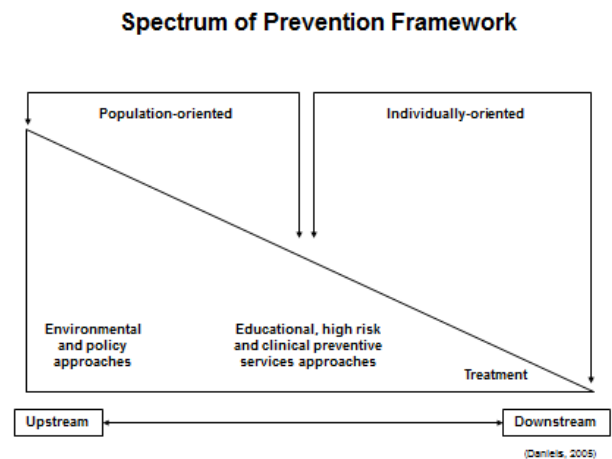 Spectrum of Prevention Framework
Population-oriented
Individually-oriented
Environmental
and policy
approaches
Educational, high risk
and clinical preventive
services approaches
Treatment
Upstream
Downstream
(Daniels, 2005)